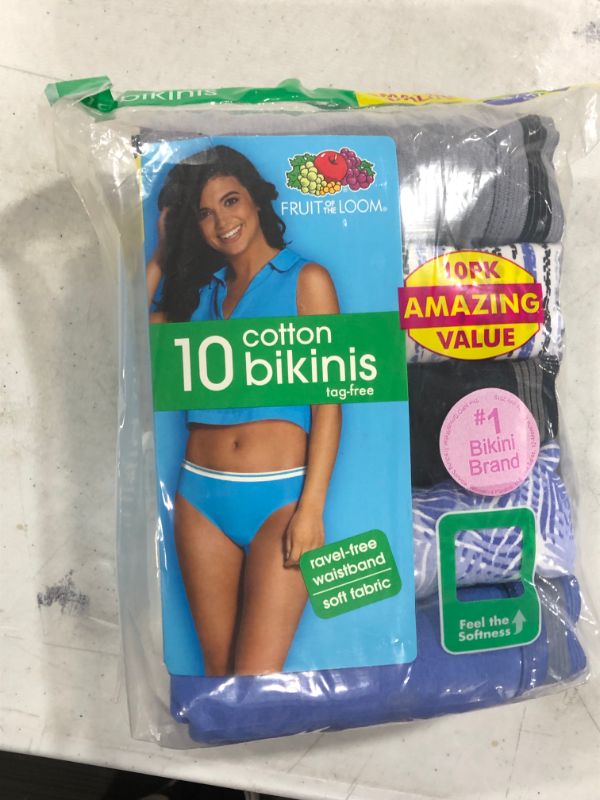 bikinis
FRUIT OF THE LOOM®
10PK
AMAZING
VALUE
10 cotton
bikinis
tag-free
#1
Bikini
Brand
ravel-free
waistband
soft fabric
Feel the
Softness